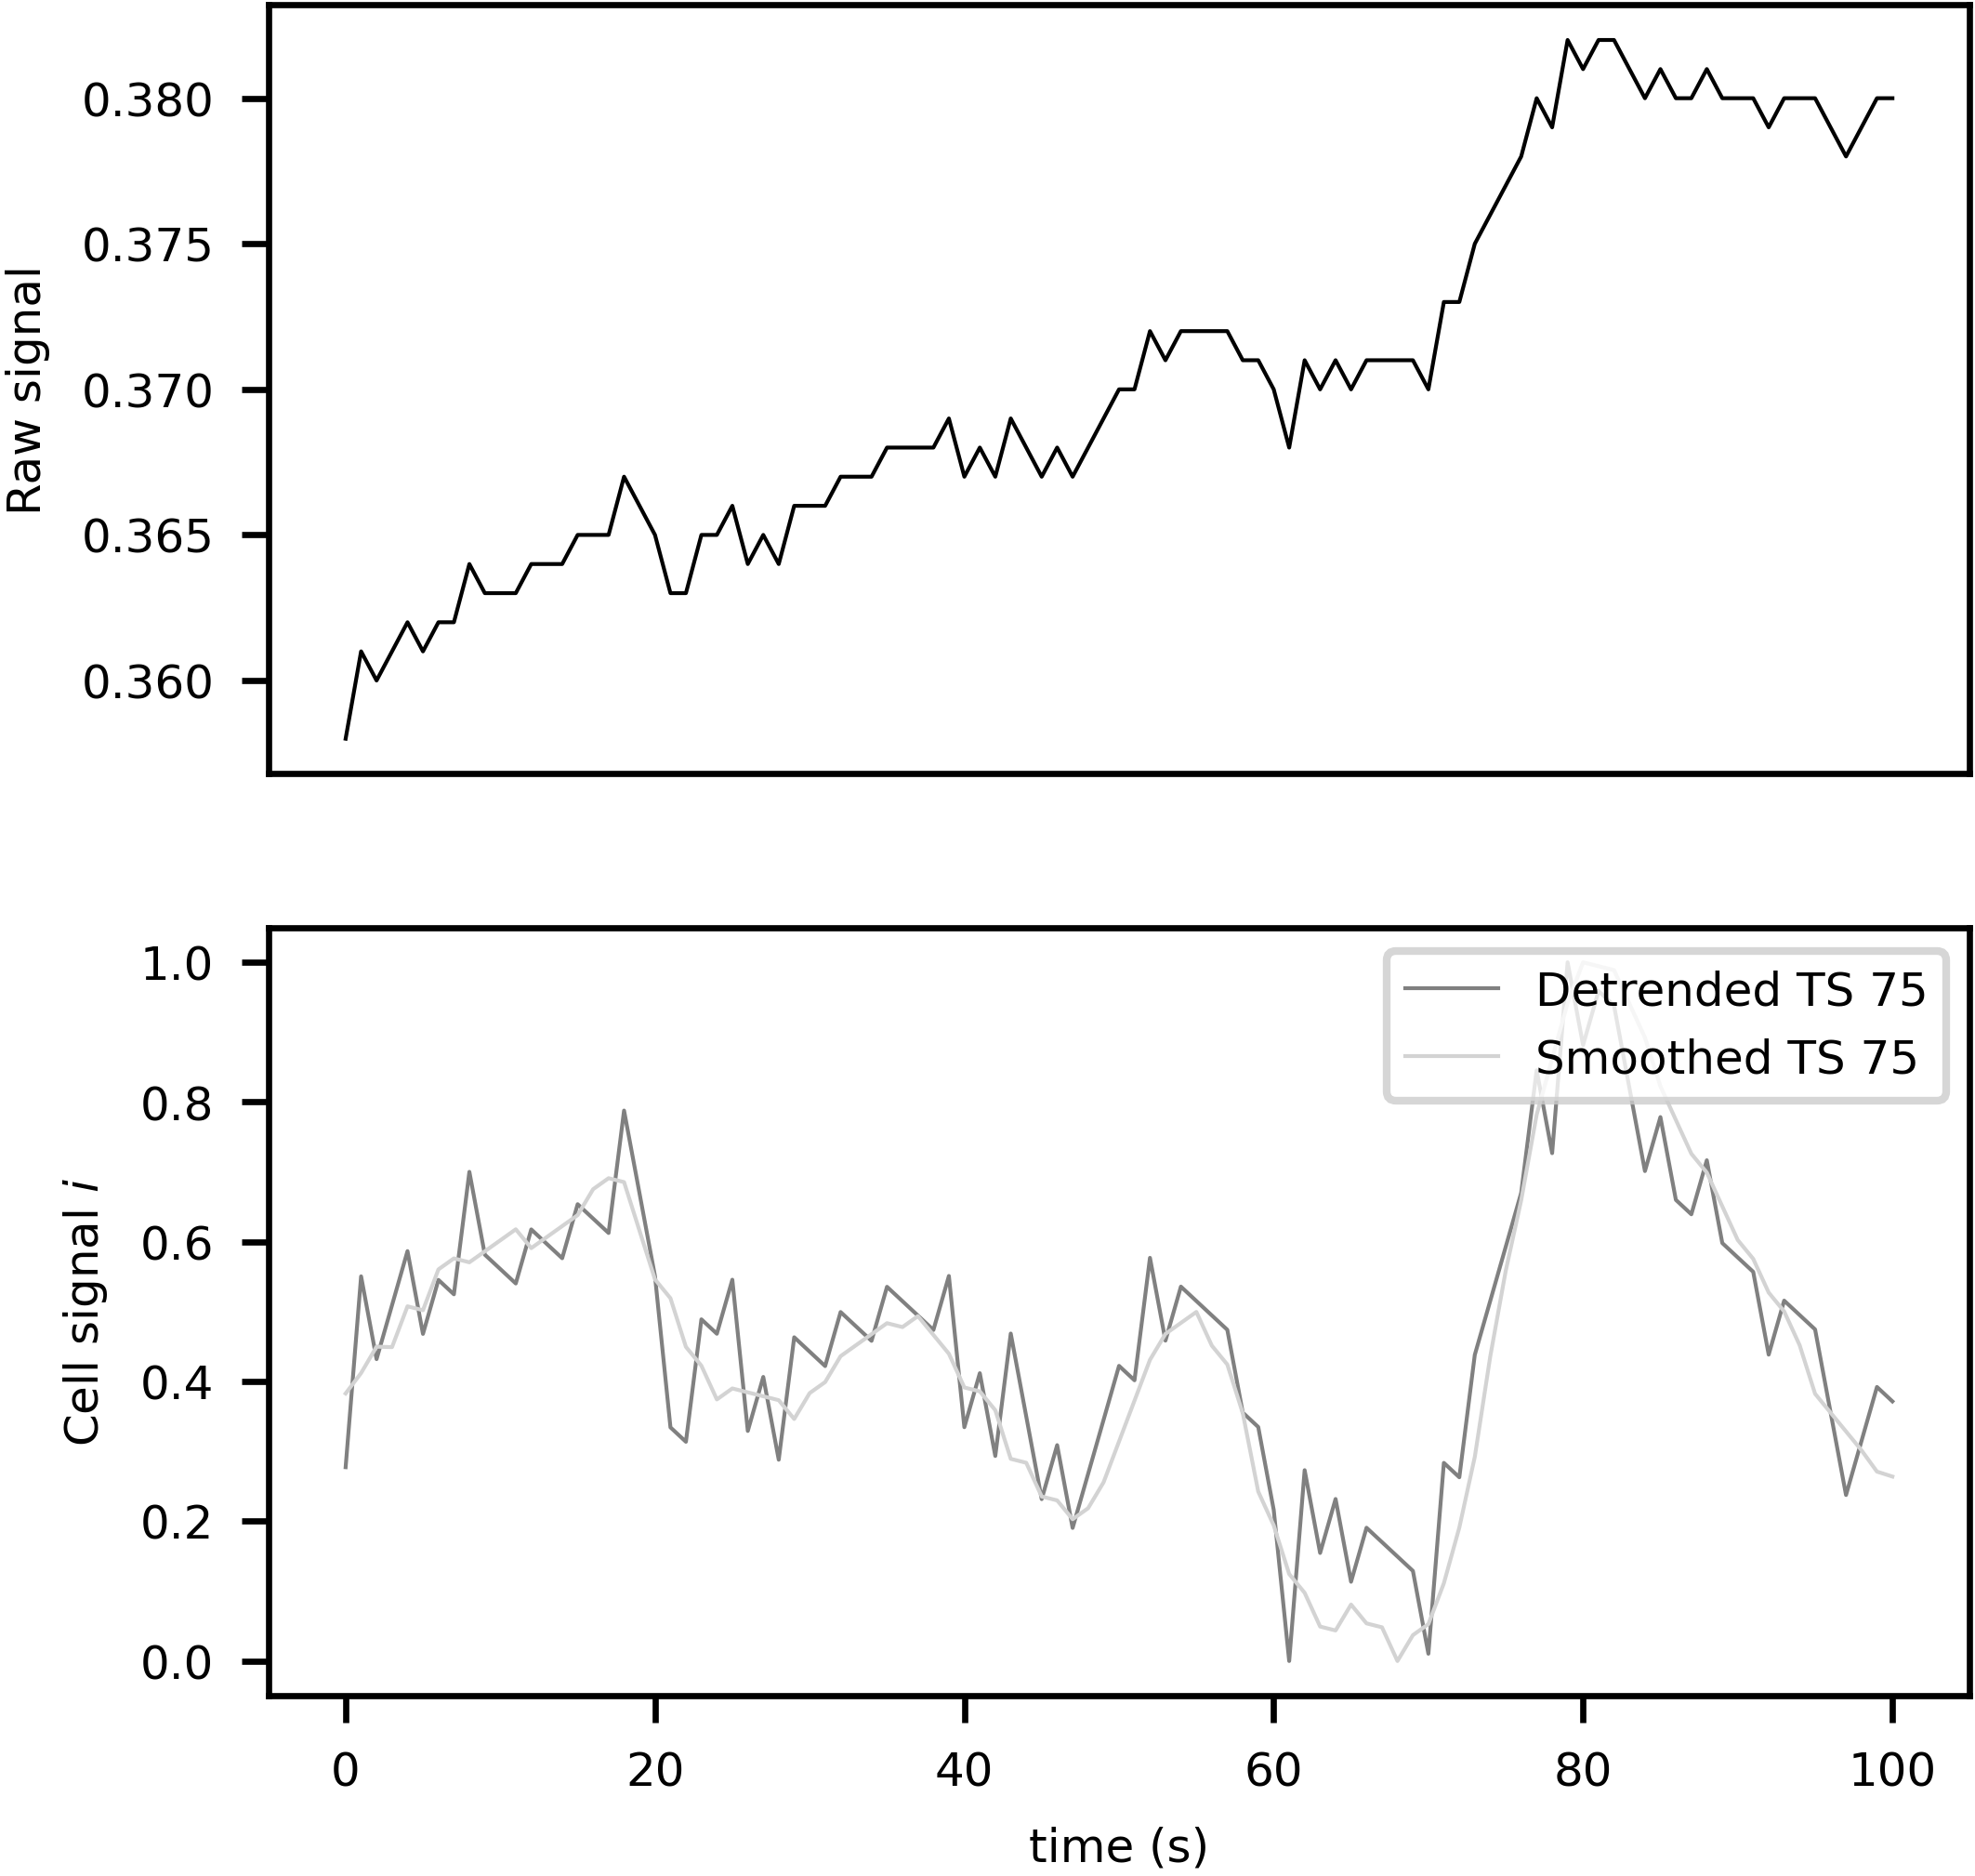 Raw signal
0.380
0.375
0.370
0.365
0.360
Cell signal i
1.0
0.8
0.6
0.4
0.2
0.0
Detrended TS 75
Smoothed TS 75
0 20 40 60 80 100
time (s)